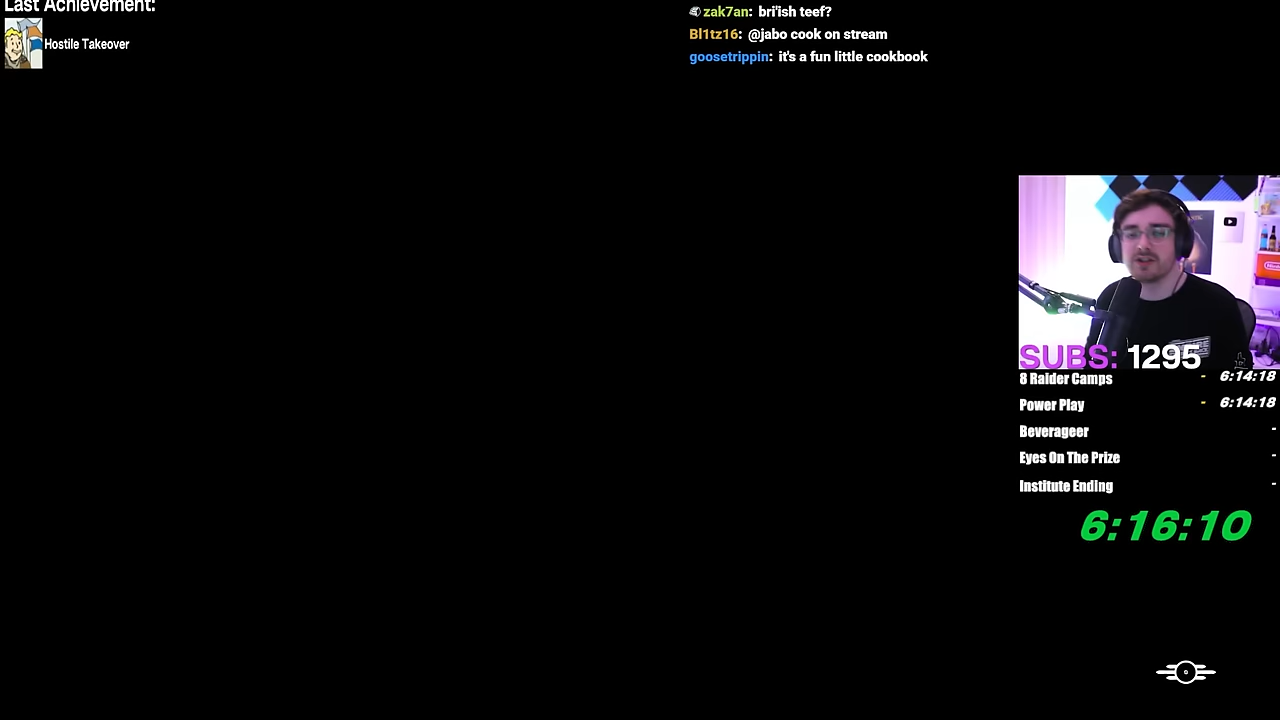 Last Achievement:
Hostile Takeover
zak7an: bri'ish teef?
Bl1tz16: @jabo cook on stream
goosetrippin: it's a fun little cookbook
SUBS: 1295
8 Raider Camps - 6:14:18
Power Play - 6:14:18
Beverageer -
Eyes On The Prize -
Institute Ending -
6:16:10